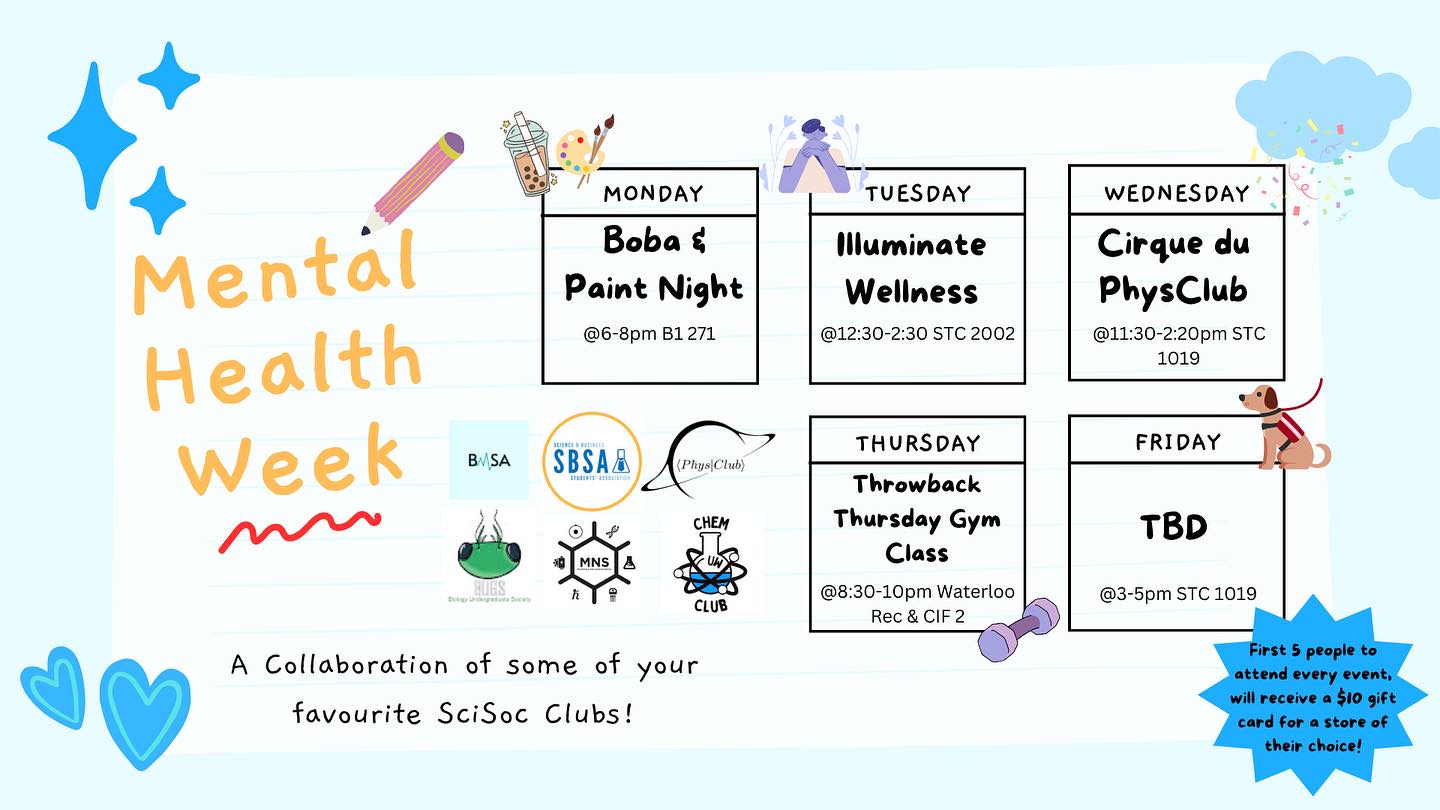 Mental
Health
Week
MONDAY
Boba &
Paint Night
@6-8pm B1 271
TUESDAY
Illuminate
Wellness
@12:30-2:30 STC 2002
WEDNESDAY
Cirque du
PhysClub
@11:30-2:20pm STC
1019
THURSDAY
Throwback
Thursday Gym
Class
@8:30-10pm Waterloo
Rec & CIF 2
FRIDAY
TBD
@3-5pm STC 1019
BMSA
SCIENCE & BUSINESS
SBSA
STUDENTS' ASSOCIATION
⟨Phys|Club⟩
BUGS
Biology Undergraduate Society
MNS
ħ
CHEM
UW
CLUB
A Collaboration of some of your
favourite SciSoc Clubs!
First 5 people to
attend every event,
will receive a $10 gift
card for a store of
their choice!